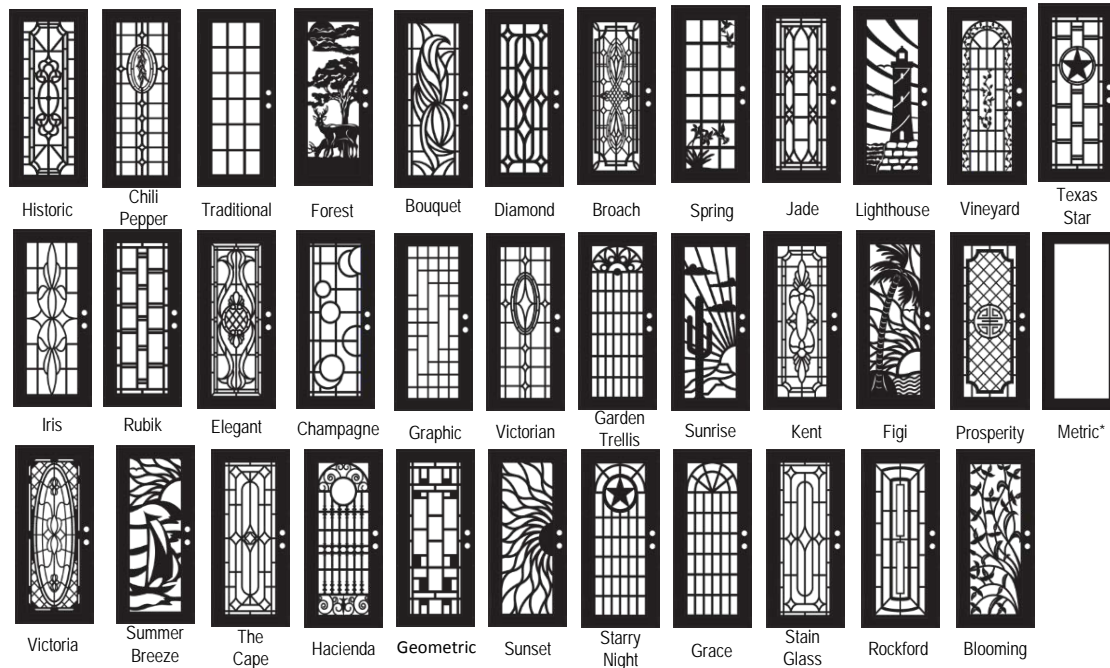 Historic
Chili
Pepper
Traditional
Forest
Bouquet
Diamond
Broach
Spring
Jade
Lighthouse
Vineyard
Texas
Star
Iris
Rubik
Elegant
Champagne
Graphic
Victorian
Garden
Trellis
Sunrise
Kent
Figi
Prosperity
Metric*
Victoria
Summer
Breeze
The
Cape
Hacienda
Geometric
Sunset
Starry
Night
Grace
Stain
Glass
Rockford
Blooming